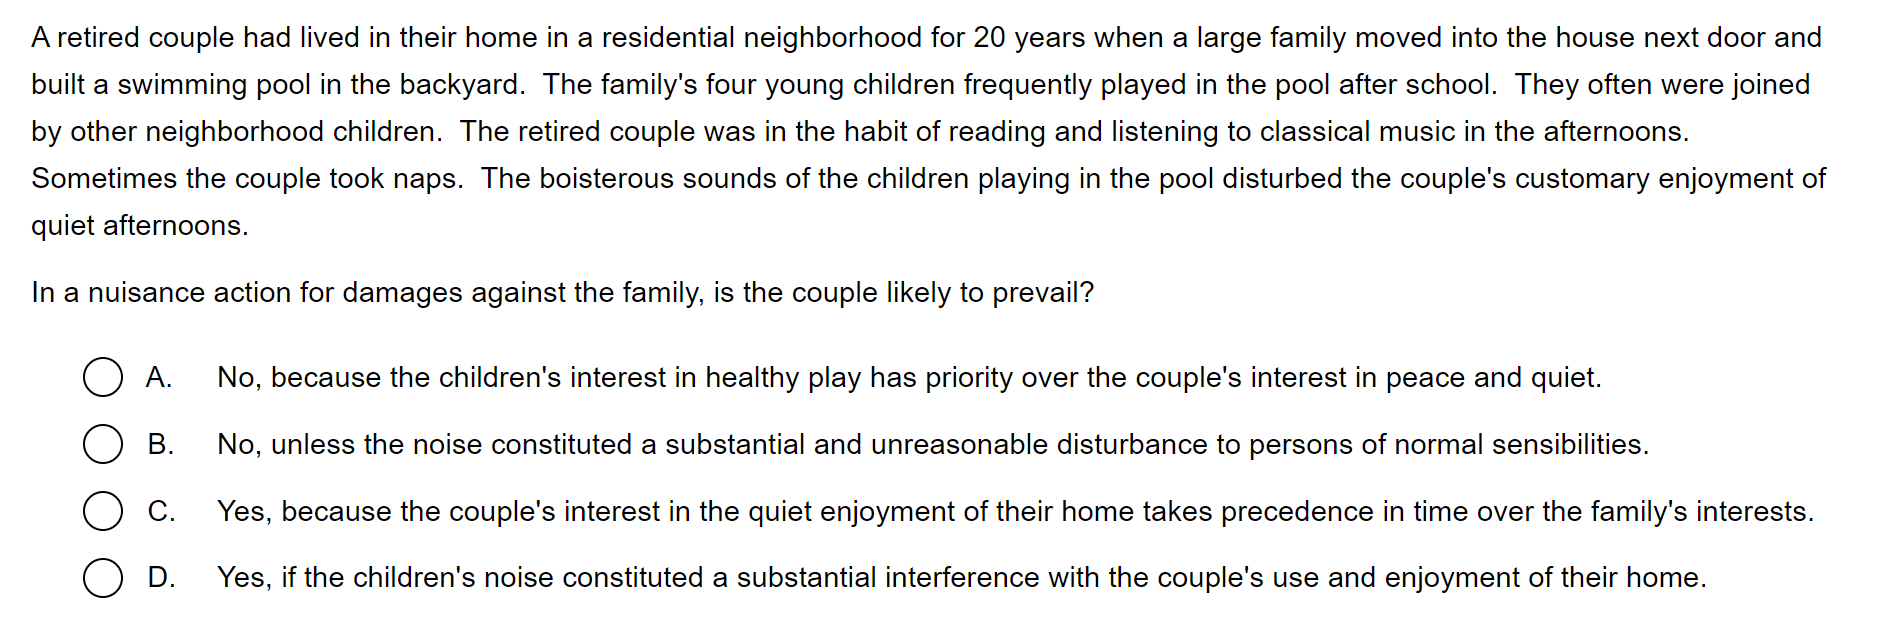 A retired couple had lived in their home in a residential neighborhood for 20 years when a large family moved into the house next door and
built a swimming pool in the backyard.  The family's four young children frequently played in the pool after school.  They often were joined
by other neighborhood children.  The retired couple was in the habit of reading and listening to classical music in the afternoons.
Sometimes the couple took naps.  The boisterous sounds of the children playing in the pool disturbed the couple's customary enjoyment of
quiet afternoons.
In a nuisance action for damages against the family, is the couple likely to prevail?
A. No, because the children's interest in healthy play has priority over the couple's interest in peace and quiet.
B. No, unless the noise constituted a substantial and unreasonable disturbance to persons of normal sensibilities.
C. Yes, because the couple's interest in the quiet enjoyment of their home takes precedence in time over the family's interests.
D. Yes, if the children's noise constituted a substantial interference with the couple's use and enjoyment of their home.